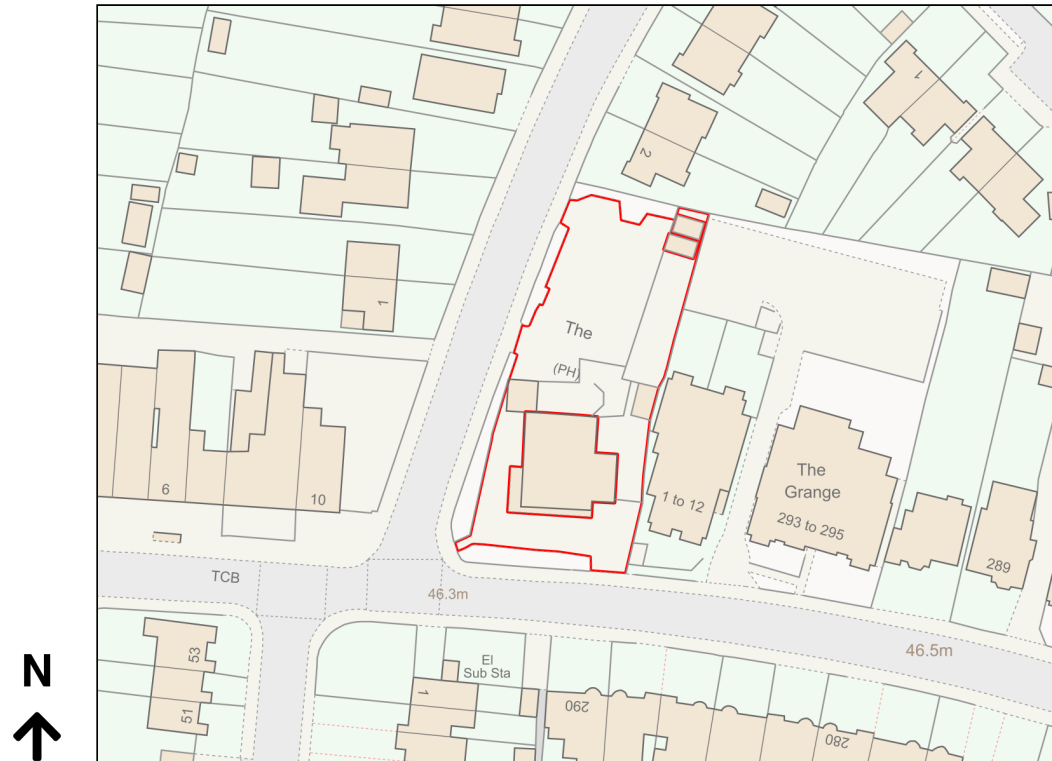 1
2
The
(PH)
1
6
10
1 to 12
The
Grange
293 to 295
289
TCB
46.3m
46.5m
53
51
El
Sub Sta
1
290
280
N